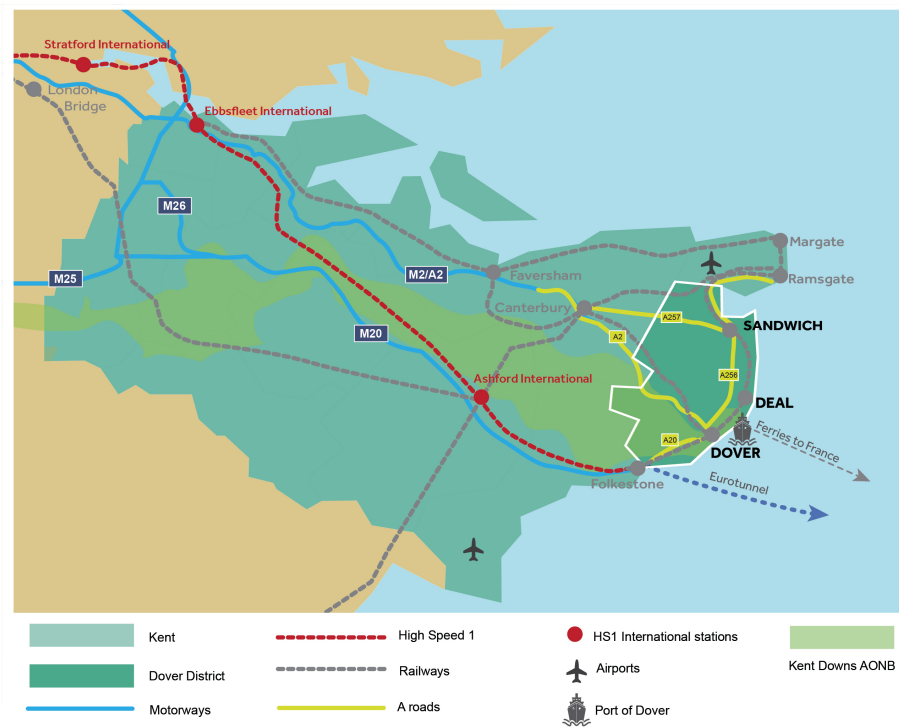 Stratford International
London
Bridge
Ebbsfleet International
M26
M25
M2/A2
M20
Faversham
Canterbury
Margate
Ramsgate
A257
SANDWICH
A2
A256
Ashford International
DEAL
A20
DOVER
Ferries to France
Folkestone
Eurotunnel
Kent
High Speed 1
HS1 International stations
Kent Downs AONB
Dover District
Railways
Airports
Motorways
A roads
Port of Dover